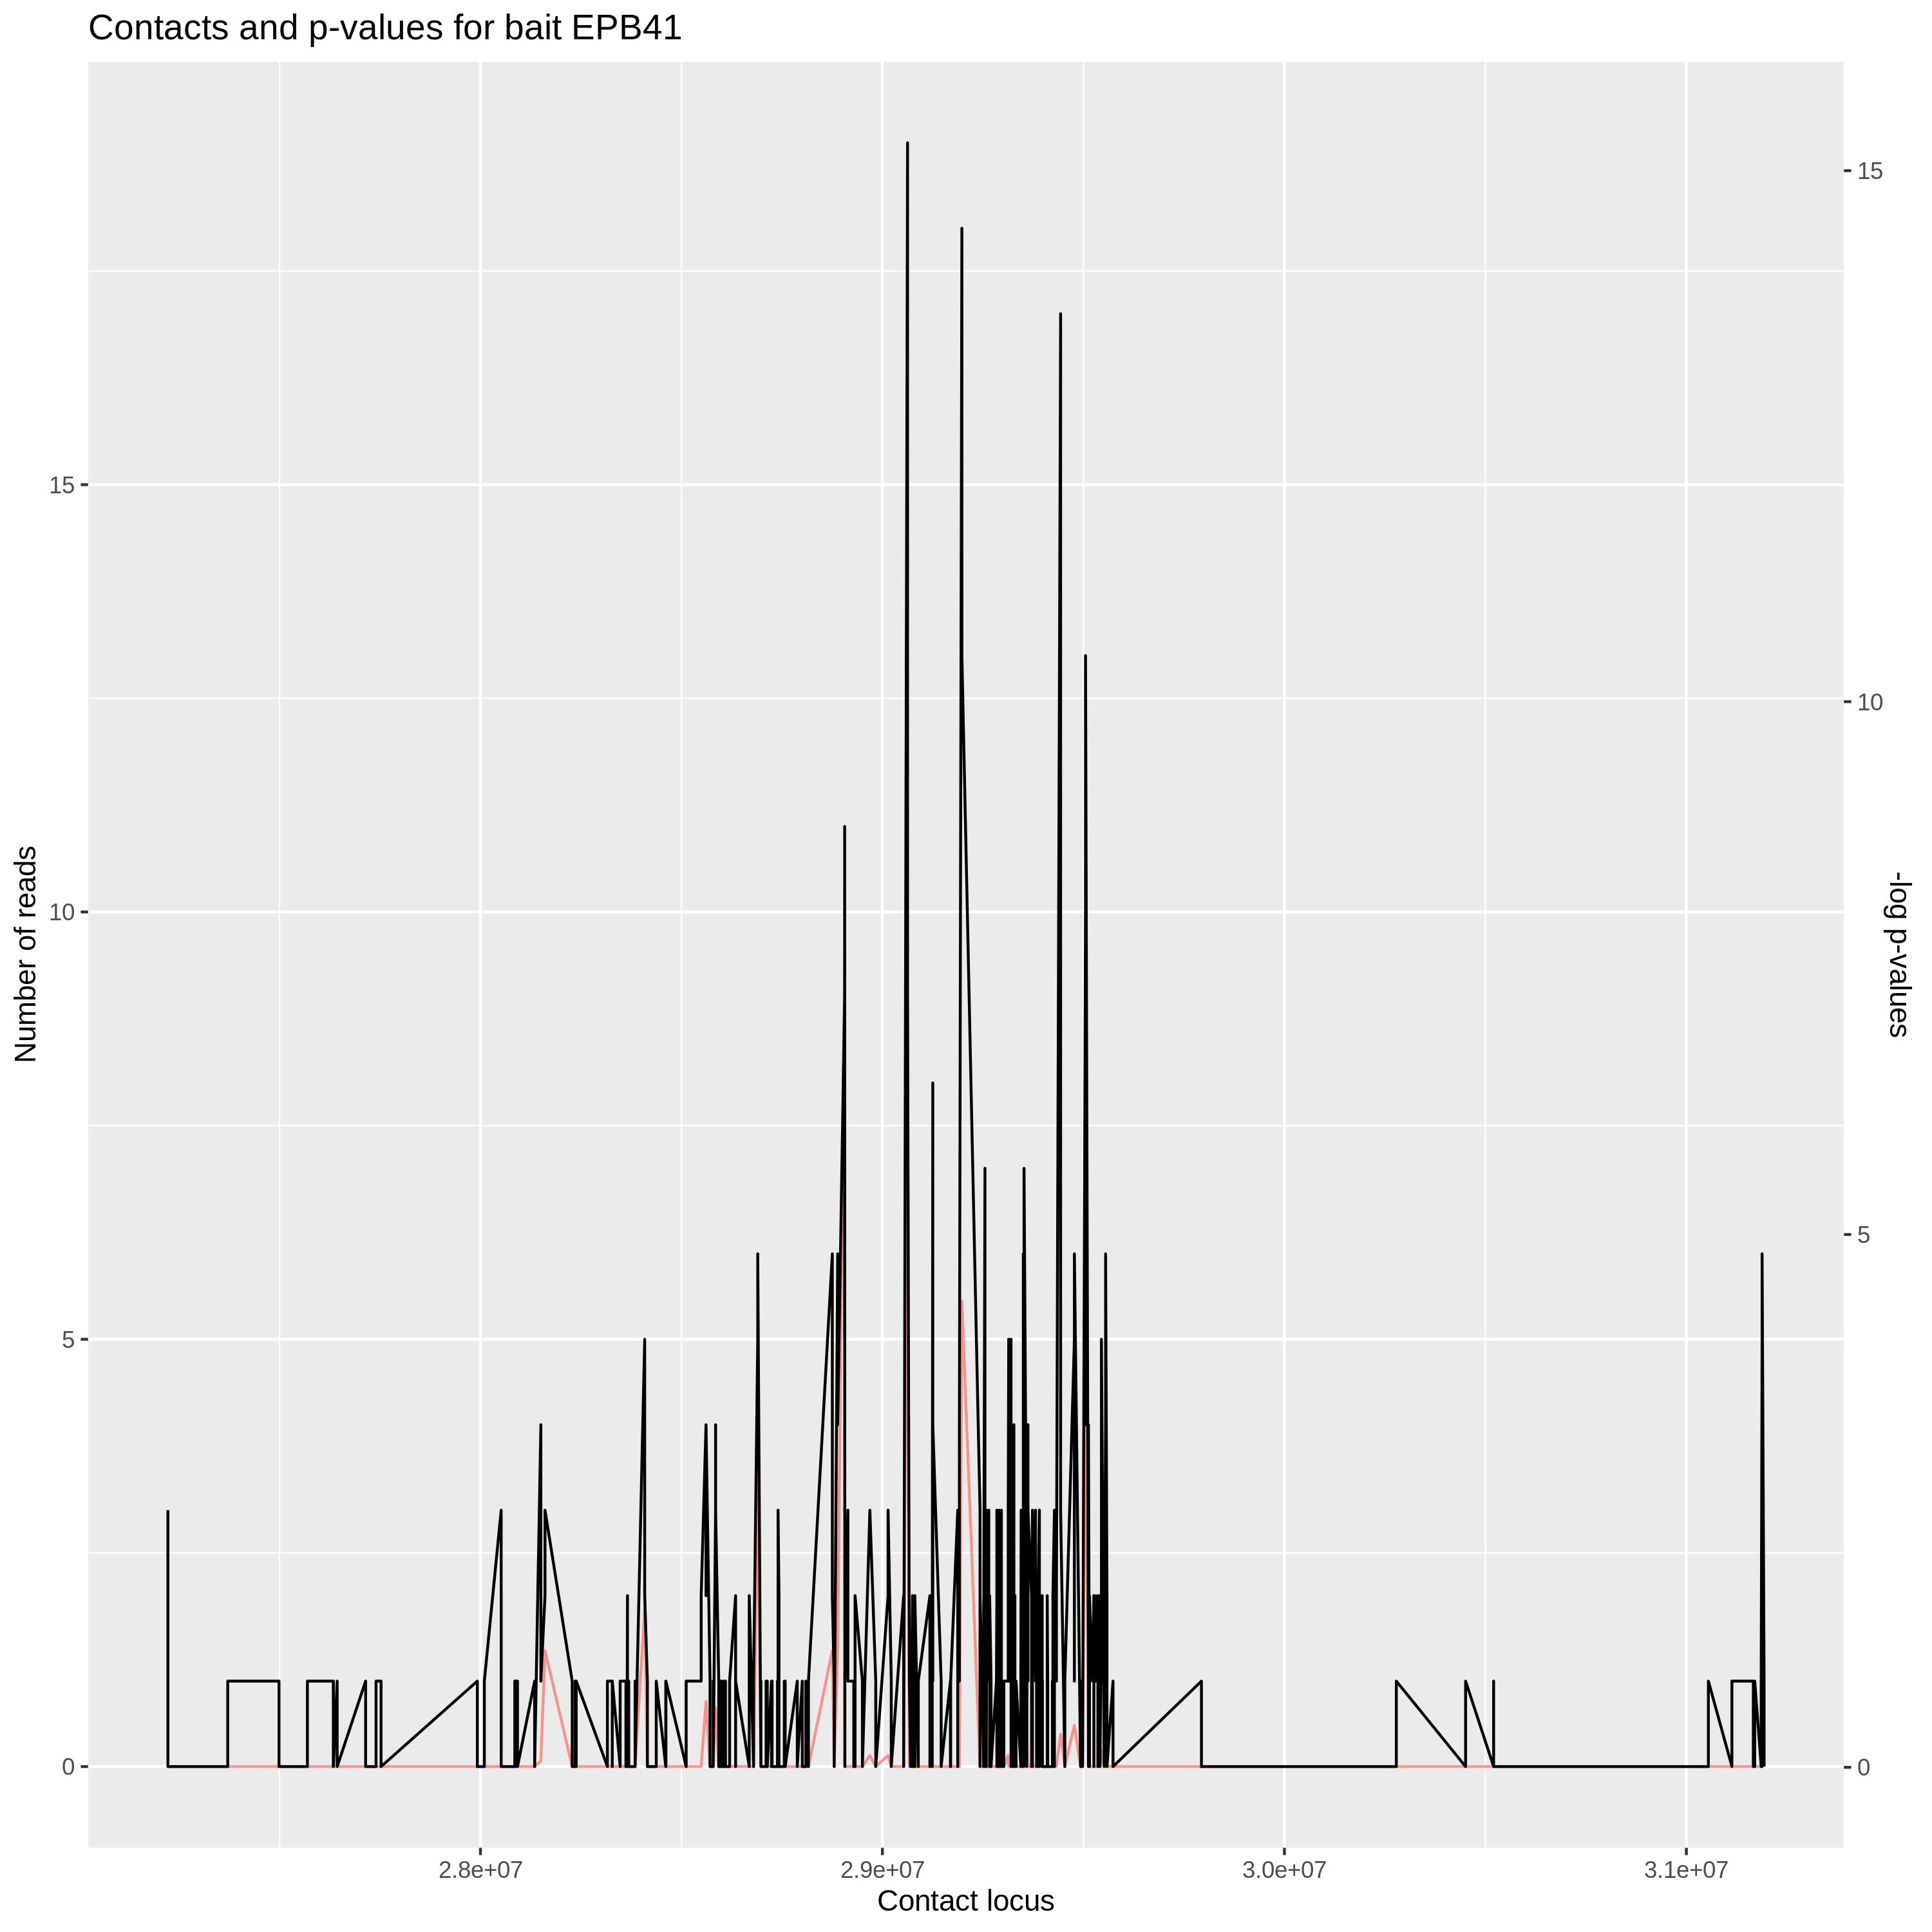 Contacts and p-values for bait EPB41
Number of reads
15
10
5
0
15
10
5
0
-log p-values
2.8e+07
2.9e+07
3.0e+07
3.1e+07
Contact locus